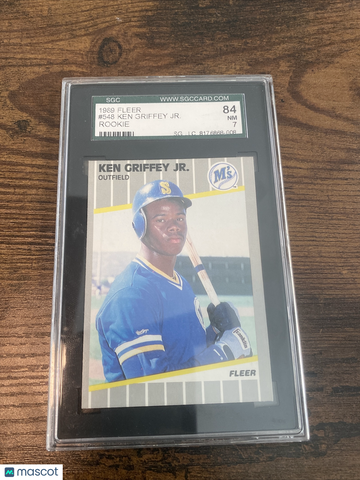 SGC WWW.SGCCARD.COM
1989 FLEER 84
#548 KEN GRIFFEY JR. NM
ROOKIE 7
KEN GRIFFEY JR.
OUTFIELD
M's
S
FLEER
mascot